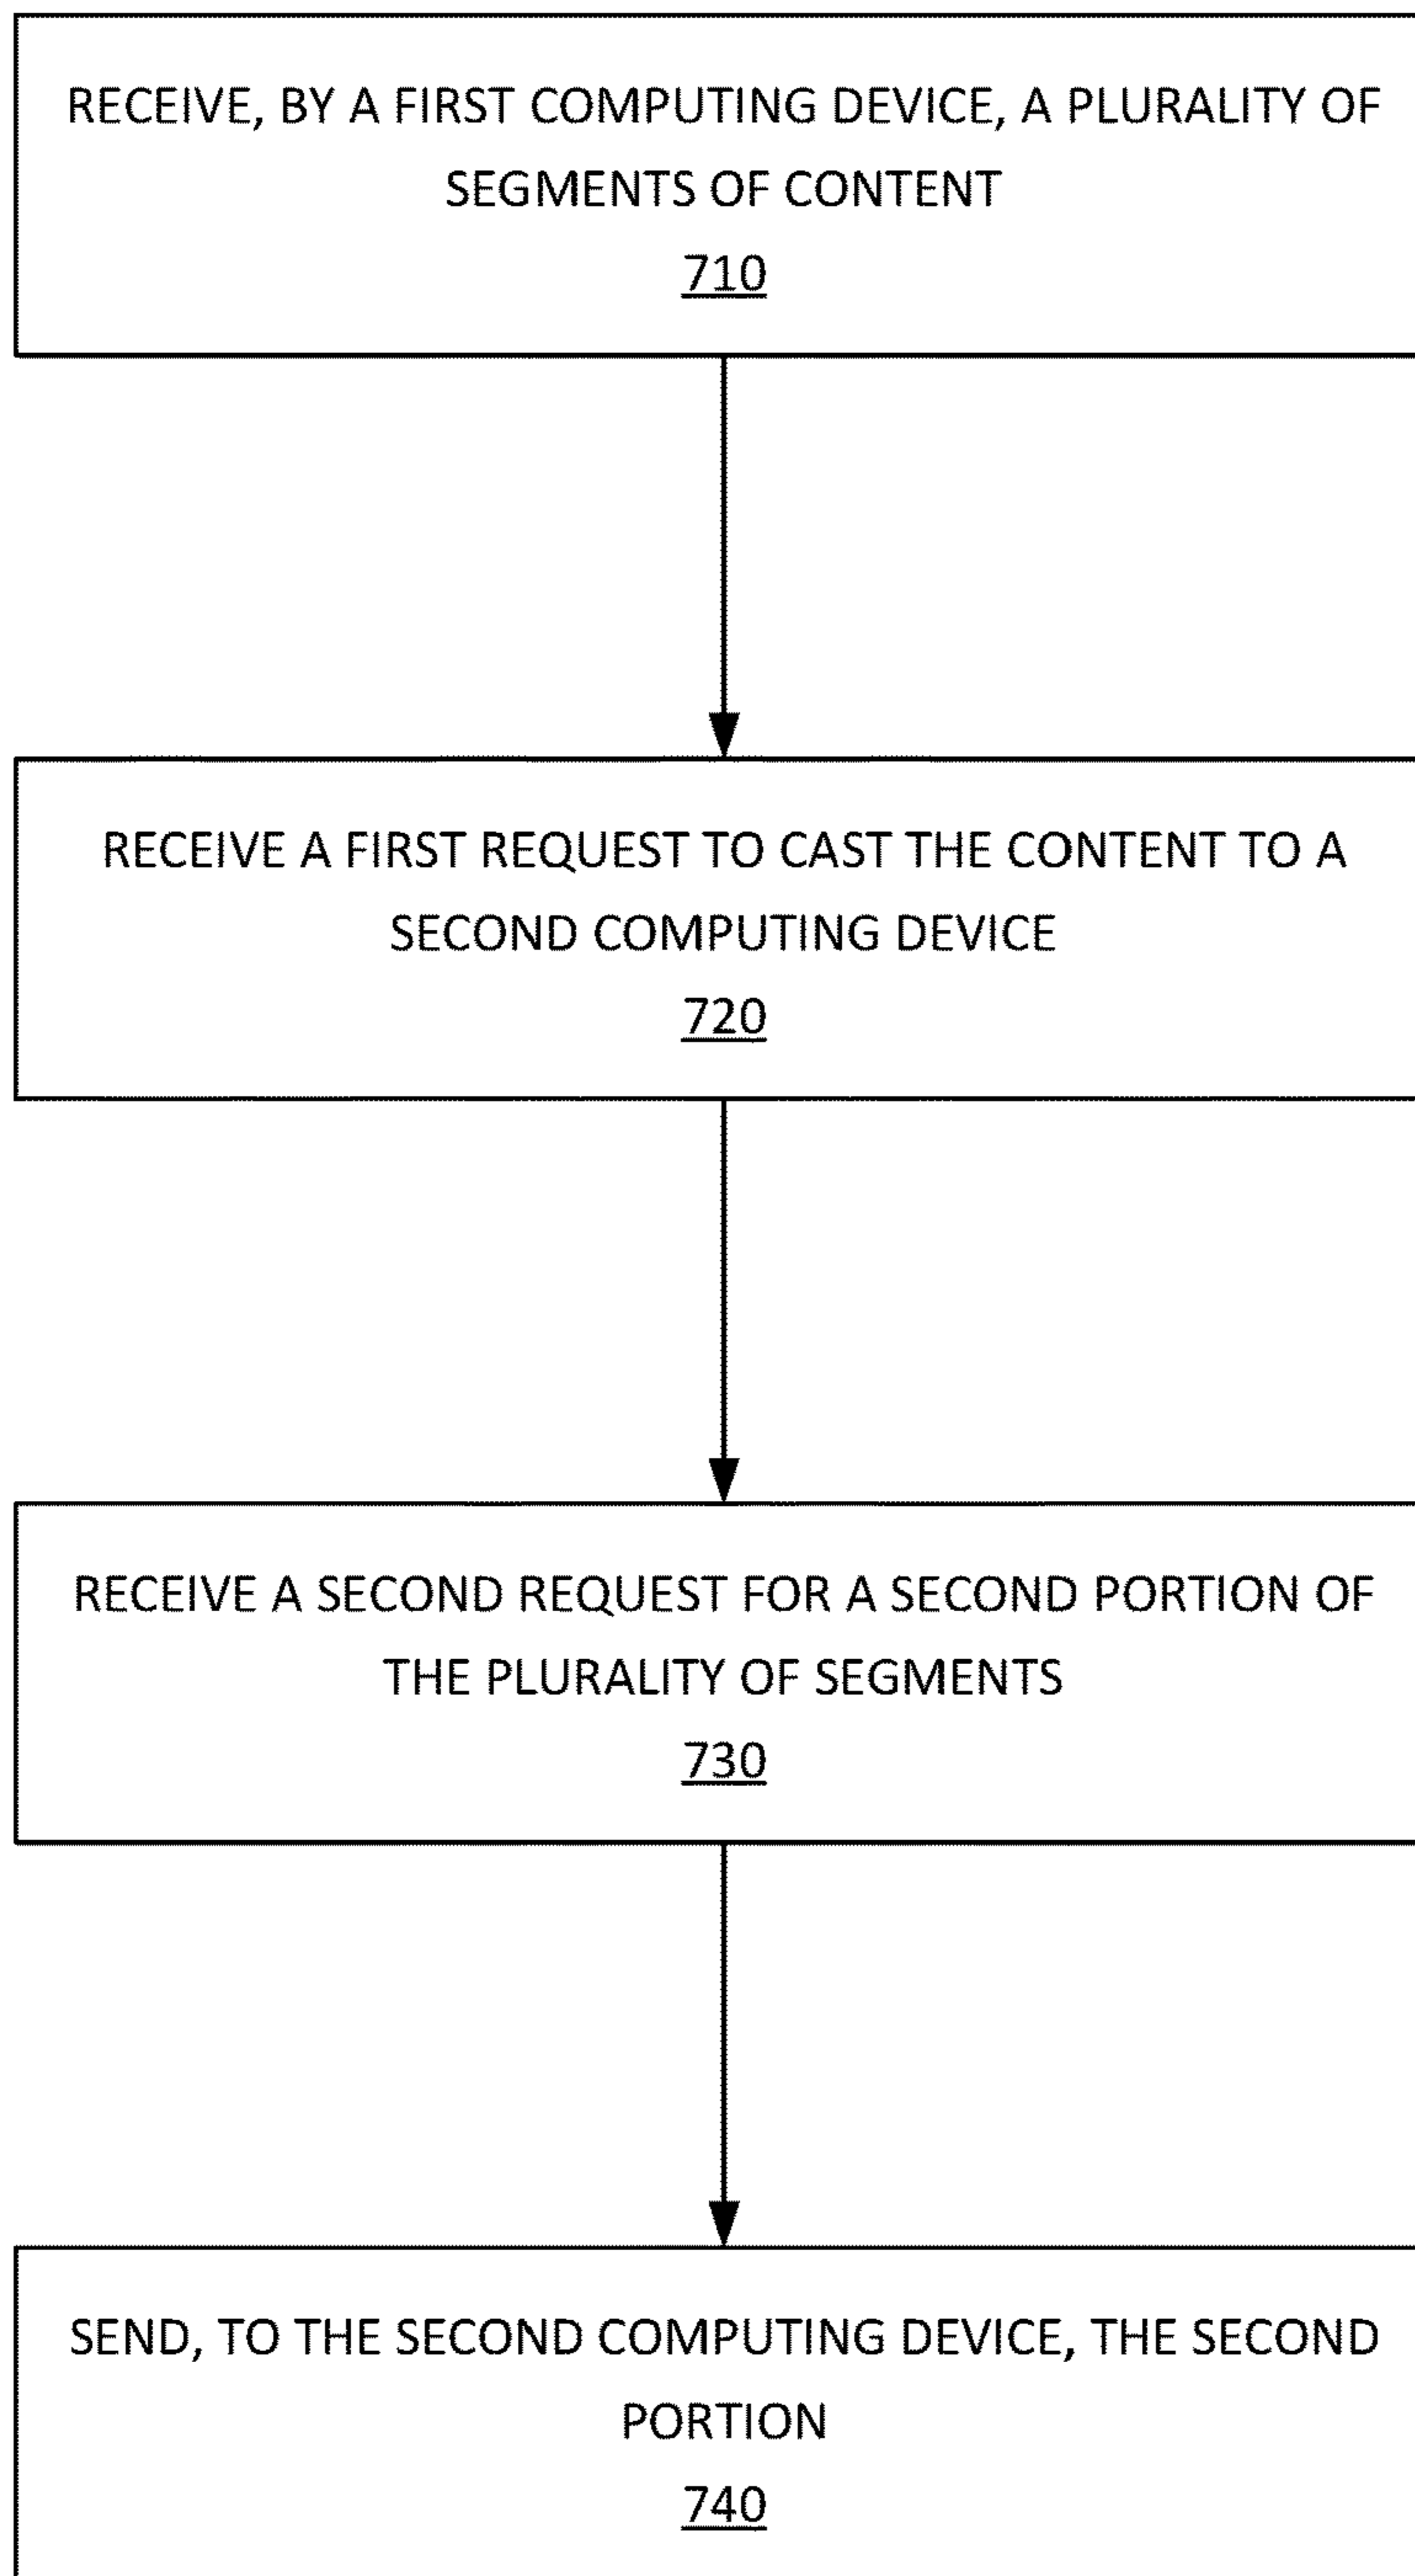 RECEIVE, BY A FIRST COMPUTING DEVICE, A PLURALITY OF
SEGMENTS OF CONTENT
710
RECEIVE A FIRST REQUEST TO CAST THE CONTENT TO A
SECOND COMPUTING DEVICE
720
RECEIVE A SECOND REQUEST FOR A SECOND PORTION OF
THE PLURALITY OF SEGMENTS
730
SEND, TO THE SECOND COMPUTING DEVICE, THE SECOND
PORTION
740